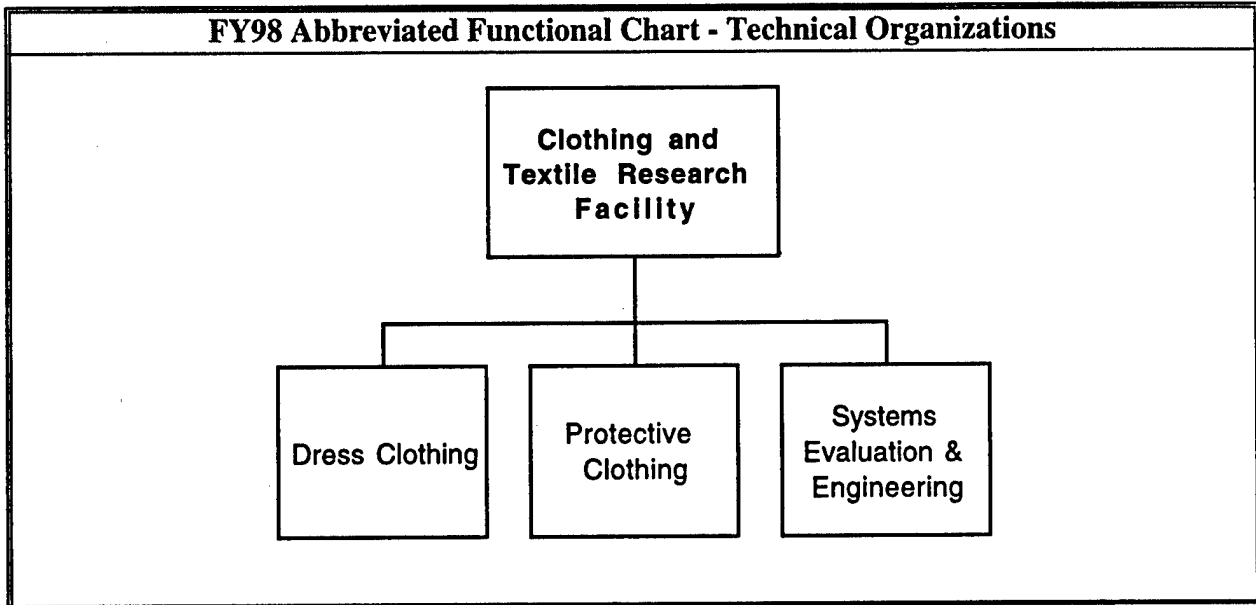 FY98 Abbreviated Functional Chart - Technical Organizations
Clothing and
Textile Research
Facility
Dress Clothing
Protective
Clothing
Systems
Evaluation &
Engineering